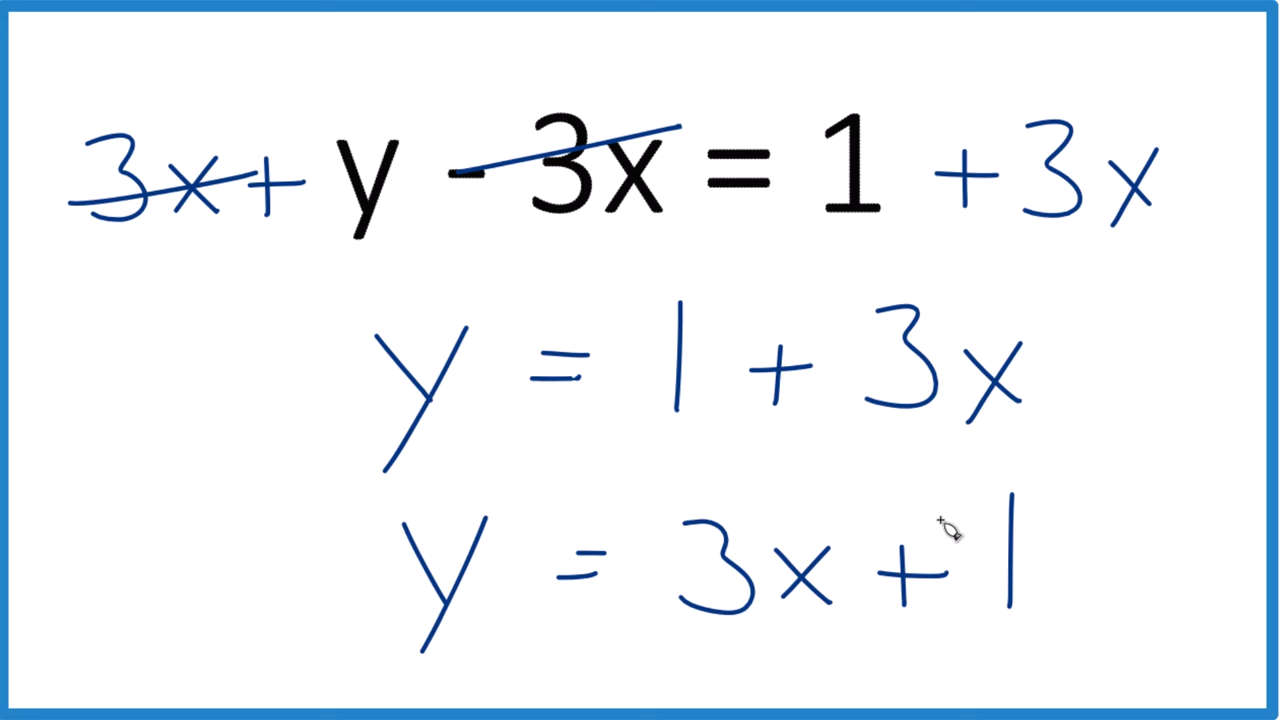 3x+ y - 3x = 1 +3x
y = 1 + 3x
y = 3x + 1